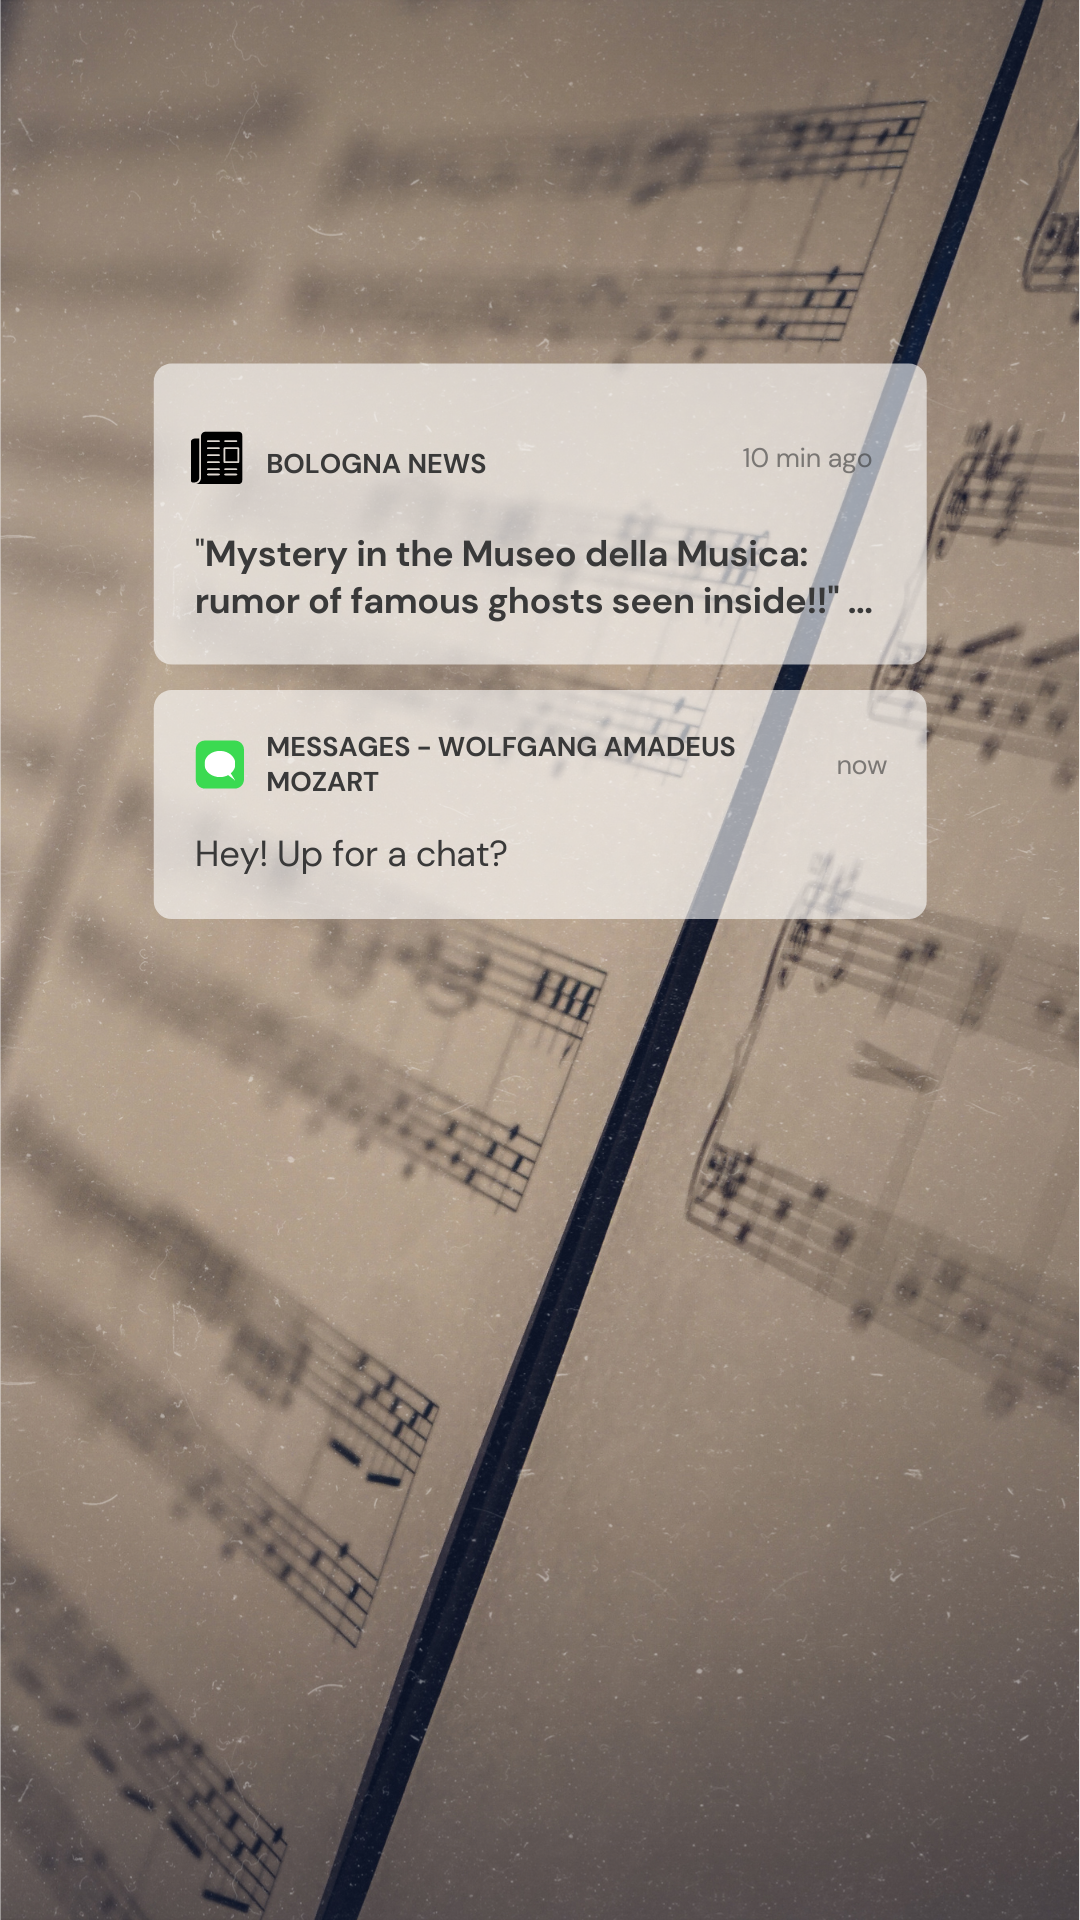 BOLOGNA NEWS
10 min ago
"Mystery in the Museo della Musica:
rumor of famous ghosts seen inside!!" ...
MESSAGES - WOLFGANG AMADEUS
MOZART
now
Hey! Up for a chat?